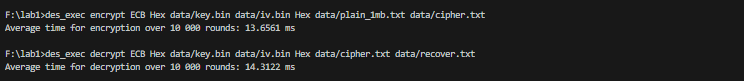 F:\lab1>des_exec encrypt ECB Hex data/key.bin data/iv.bin Hex data/plain_1mb.txt data/cipher.txt
Average time for encryption over 10 000 rounds: 13.6561 ms
F:\lab1>des_exec decrypt ECB Hex data/key.bin data/iv.bin Hex data/cipher.txt data/recover.txt
Average time for decryption over 10 000 rounds: 14.3122 ms